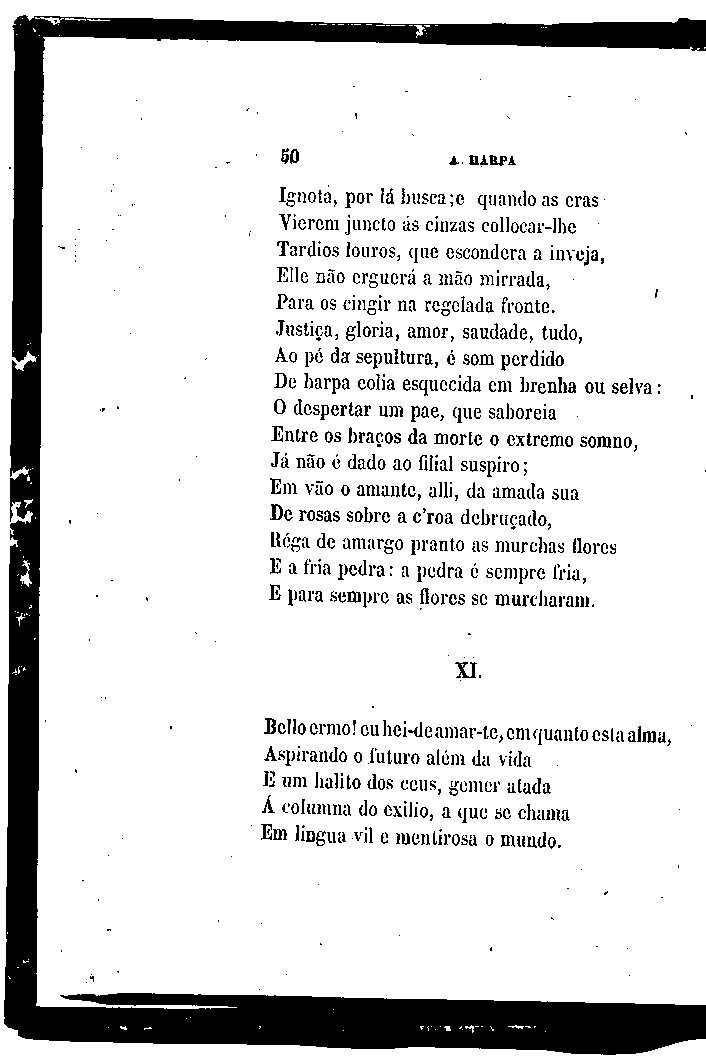 50 A HARPA
Ignota, por lá busca; e quando as eras
Vierem juncto ás cinzas collocar-lhe
Tardios louros, que escondera a inveja,
Elle não erguerá a mão mirrada,
Para os cingir na regelada fronte.
Justiça, gloria, amor, saudade, tudo,
Ao pé da sepultura, é som perdido
De harpa eolia esquecida em brenha ou selva:
O despertar um pae, que saboreia
Entre os braços da morte o extremo somno,
Já não é dado ao filial suspiro;
Em vão o amante, alli, da amada sua
De rosas sobre a c'roa debruçado,
Réga de amargo pranto as murchas flores
E a fria pedra: a pedra é sempre fria,
E para sempre as flores se murcharam.
XI.
Bello ermo! eu hei-de amar-te, emquanto esta alma,
Aspirando o futuro além da vida
E um halito dos ceus, gemer atada
Á columna do exilio, a que se chama
Em lingua vil e mentirosa o mundo.